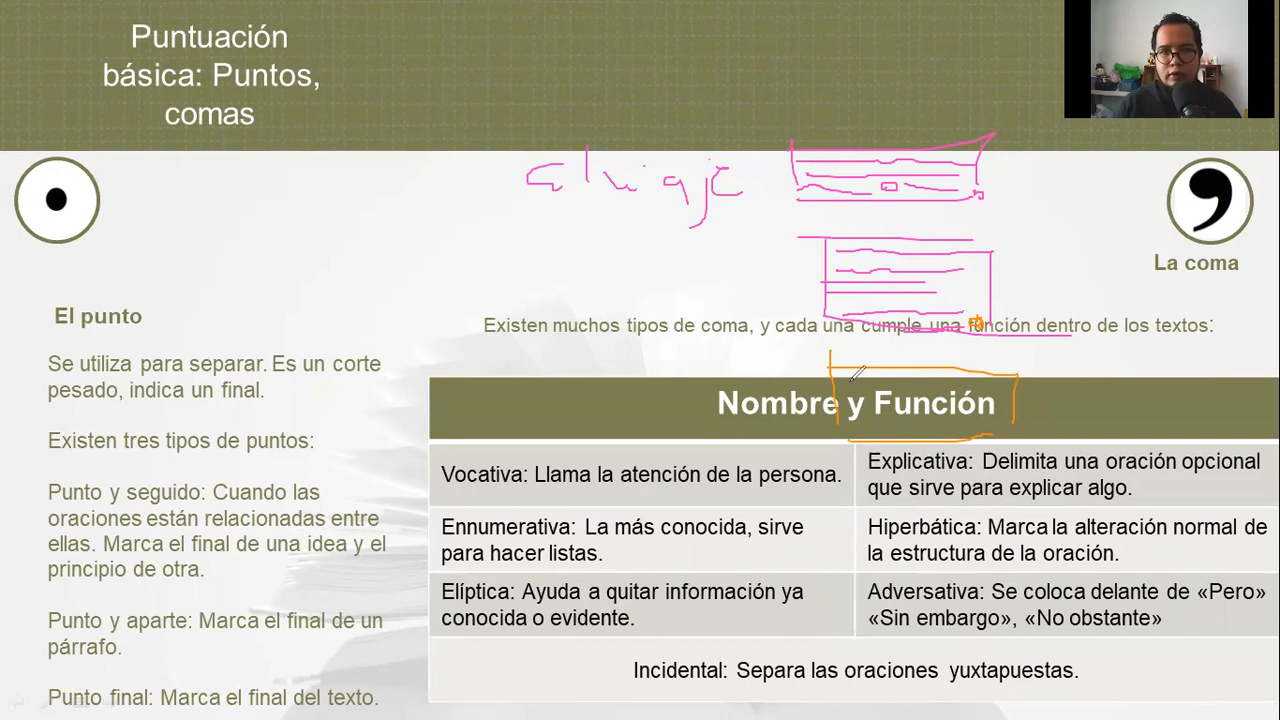 Puntuación
básica: Puntos,
comas
La coma
El punto
Se utiliza para separar. Es un corte
pesado, indica un final.
Existen tres tipos de puntos:
Punto y seguido: Cuando las
oraciones están relacionadas entre
ellas. Marca el final de una idea y el
principio de otra.
Punto y aparte: Marca el final de un
párrafo.
Punto final: Marca el final del texto.
Existen muchos tipos de coma, y cada una cumple una función dentro de los textos:
Nombre y Función
Vocativa: Llama la atención de la persona.
Explicativa: Delimita una oración opcional
que sirve para explicar algo.
Ennumerativa: La más conocida, sirve
para hacer listas.
Hiperbática: Marca la alteración normal de
la estructura de la oración.
Elíptica: Ayuda a quitar información ya
conocida o evidente.
Adversativa: Se coloca delante de «Pero»
«Sin embargo», «No obstante»
Incidental: Separa las oraciones yuxtapuestas.